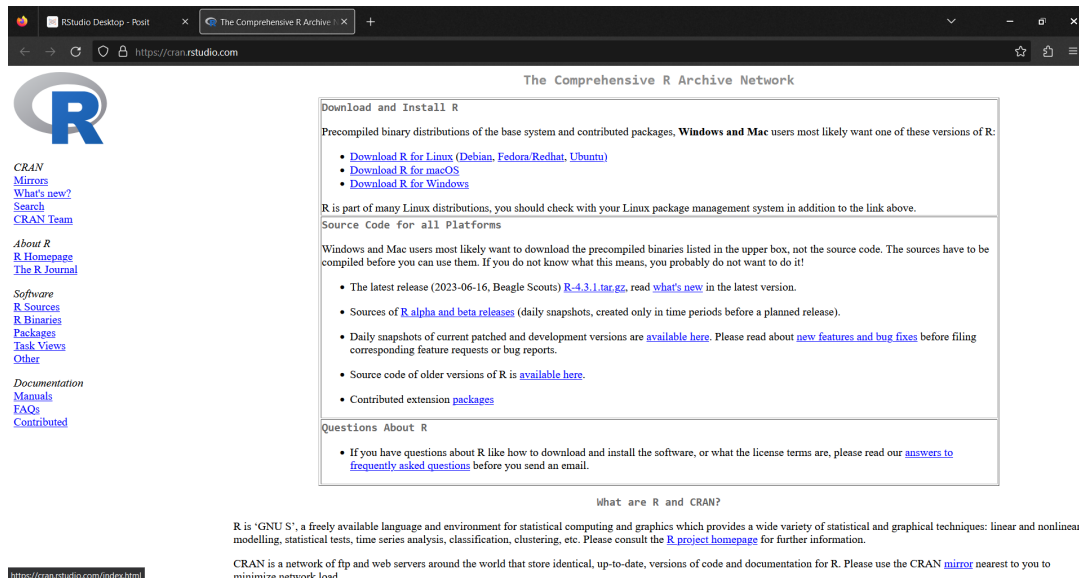 RStudio Desktop - Posit
The Comprehensive R Archive N
https://cran.rstudio.com
R
CRAN
Mirrors
What's new?
Search
CRAN Team
About R
R Homepage
The R Journal
Software
R Sources
R Binaries
Packages
Task Views
Other
Documentation
Manuals
FAQs
Contributed
The Comprehensive R Archive Network
Download and Install R
Precompiled binary distributions of the base system and contributed packages, Windows and Mac users most likely want one of these versions of R:
• Download R for Linux (Debian, Fedora/Redhat, Ubuntu)
• Download R for macOS
• Download R for Windows
R is part of many Linux distributions, you should check with your Linux package management system in addition to the link above.
Source Code for all Platforms
Windows and Mac users most likely want to download the precompiled binaries listed in the upper box, not the source code. The sources have to be
compiled before you can use them. If you do not know what this means, you probably do not want to do it!
• The latest release (2023-06-16, Beagle Scouts) R-4.3.1.tar.gz, read what's new in the latest version.
• Sources of R alpha and beta releases (daily snapshots, created only in time periods before a planned release).
• Daily snapshots of current patched and development versions are available here. Please read about new features and bug fixes before filing
corresponding feature requests or bug reports.
• Source code of older versions of R is available here.
• Contributed extension packages
Questions About R
• If you have questions about R like how to download and install the software, or what the license terms are, please read our answers to
frequently asked questions before you send an email.
What are R and CRAN?
R is ‘GNU S’, a freely available language and environment for statistical computing and graphics which provides a wide variety of statistical and graphical techniques: linear and nonlinear
modelling, statistical tests, time series analysis, classification, clustering, etc. Please consult the R project homepage for further information.
CRAN is a network of ftp and web servers around the world that store identical, up-to-date, versions of code and documentation for R. Please use the CRAN mirror nearest to you to
minimize network load.
https://cran.rstudio.com/index.html